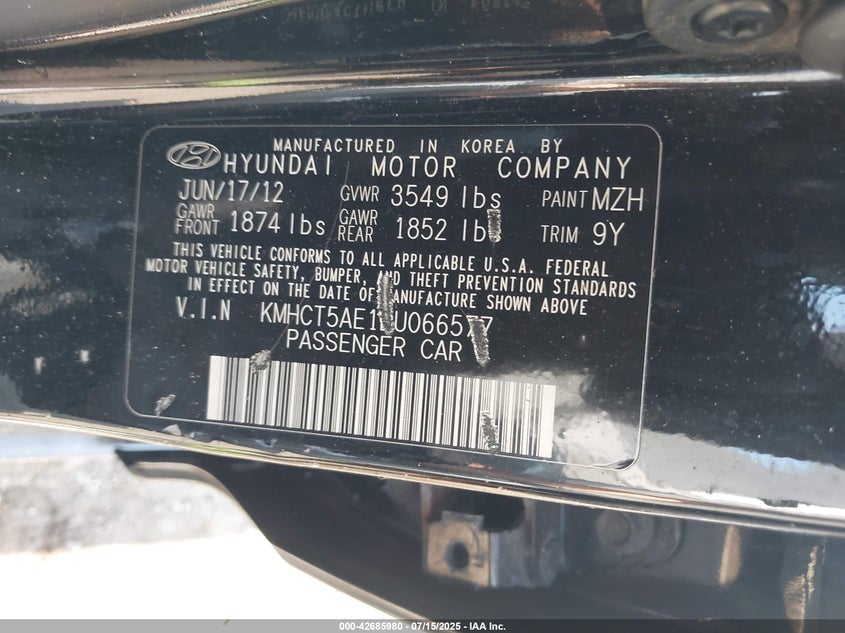 MANUFACTURED IN KOREA BY
HYUNDAI MOTOR COMPANY
JUN/17/12 GVWR 3549 lbs PAINT MZH
GAWR FRONT 1874 lbs GAWR REAR 1852 lbs TRIM 9Y
THIS VEHICLE CONFORMS TO ALL APPLICABLE U.S.A. FEDERAL
MOTOR VEHICLE SAFETY, BUMPER, AND THEFT PREVENTION STANDARDS
IN EFFECT ON THE DATE OF MANUFACTURE SHOWN ABOVE
V.I.N KMHCT5AE1DU066577
PASSENGER CAR
000-42685980 - 07/15/2025 - IAA Inc.